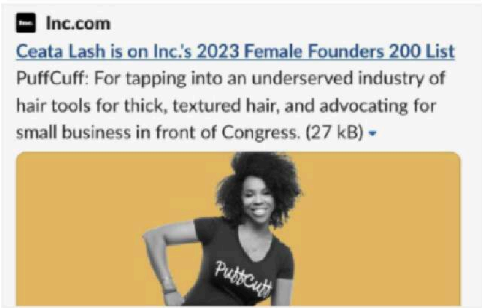 Inc.
Inc.com
Ceata Lash is on Inc.'s 2023 Female Founders 200 List
PuffCuff: For tapping into an underserved industry of
hair tools for thick, textured hair, and advocating for
small business in front of Congress. (27 kB)
PuffCuff